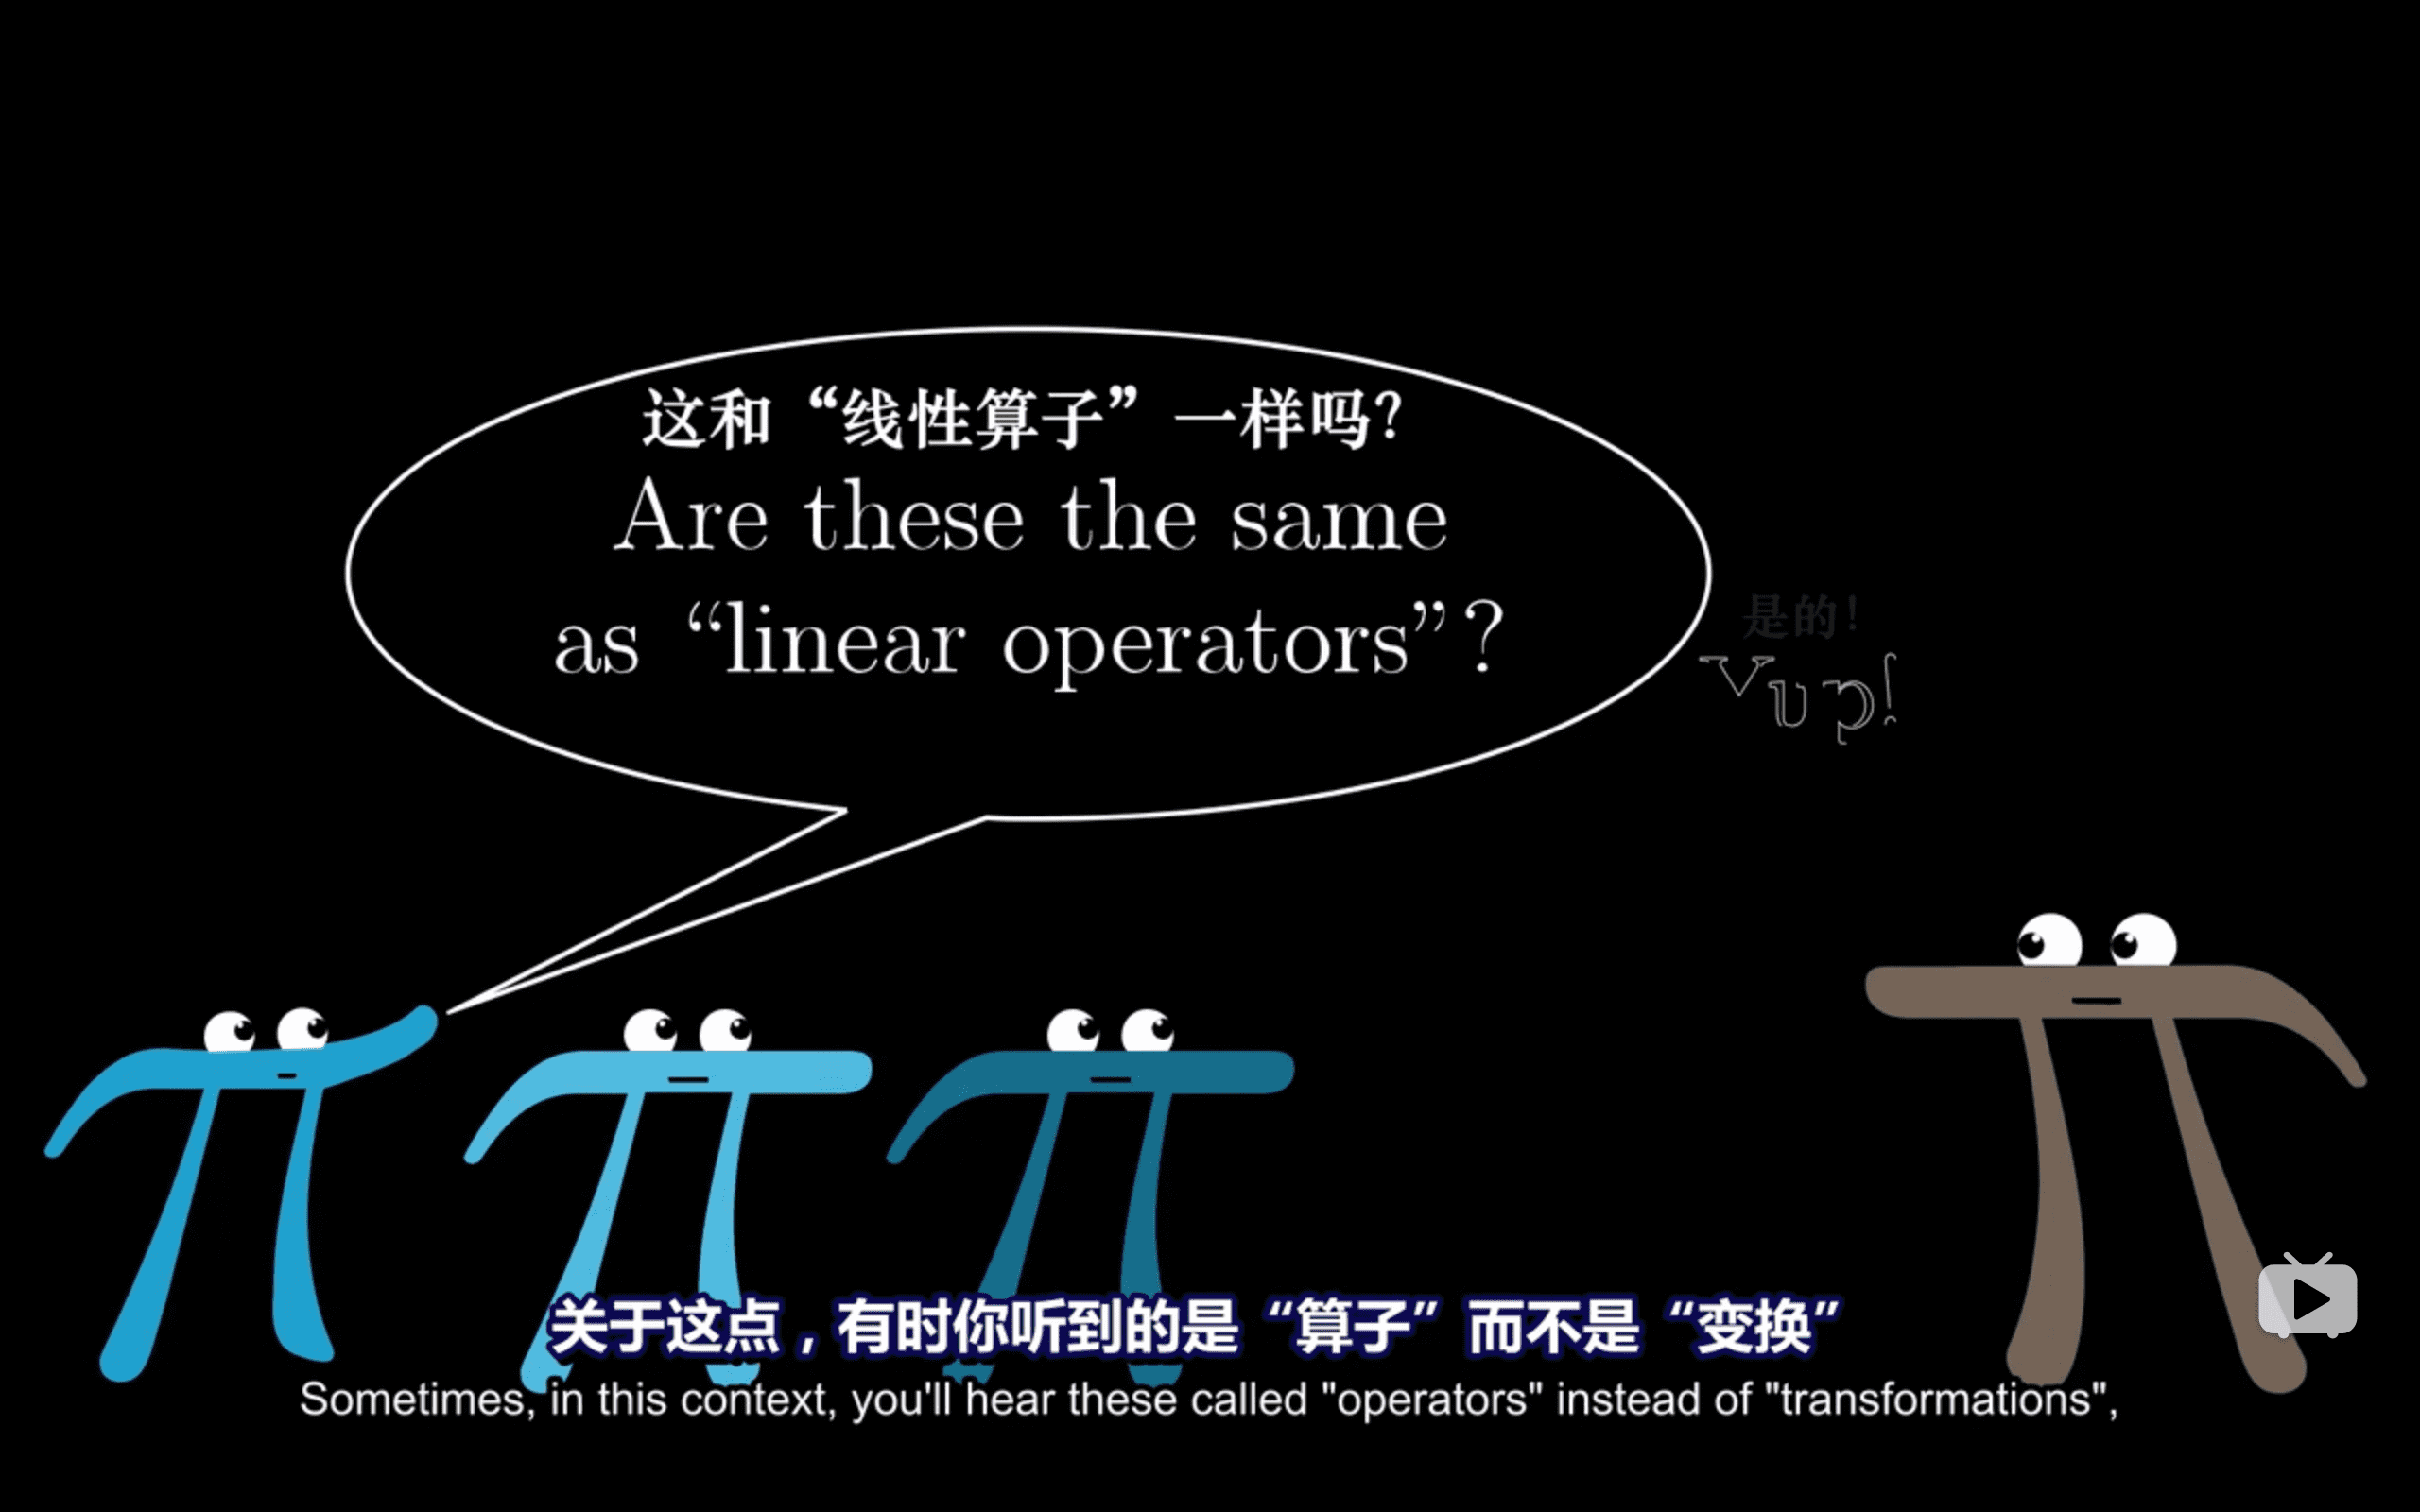 这和“线性算子”一样吗?
Are these the same
as “linear operators”?
是的!
Yup!
关于这点，有时你听到的是“算子”而不是“变换”
Sometimes, in this context, you'll hear these called "operators" instead of "transformations",